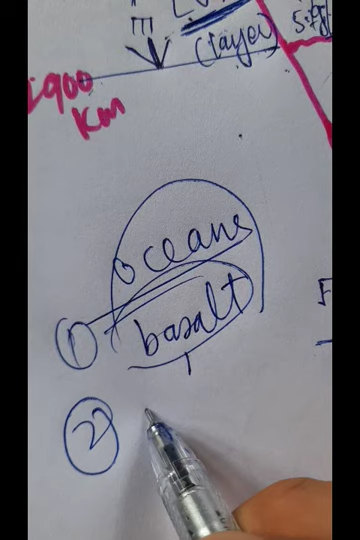 (layer)
2900
Km
oceans
① basalt
②